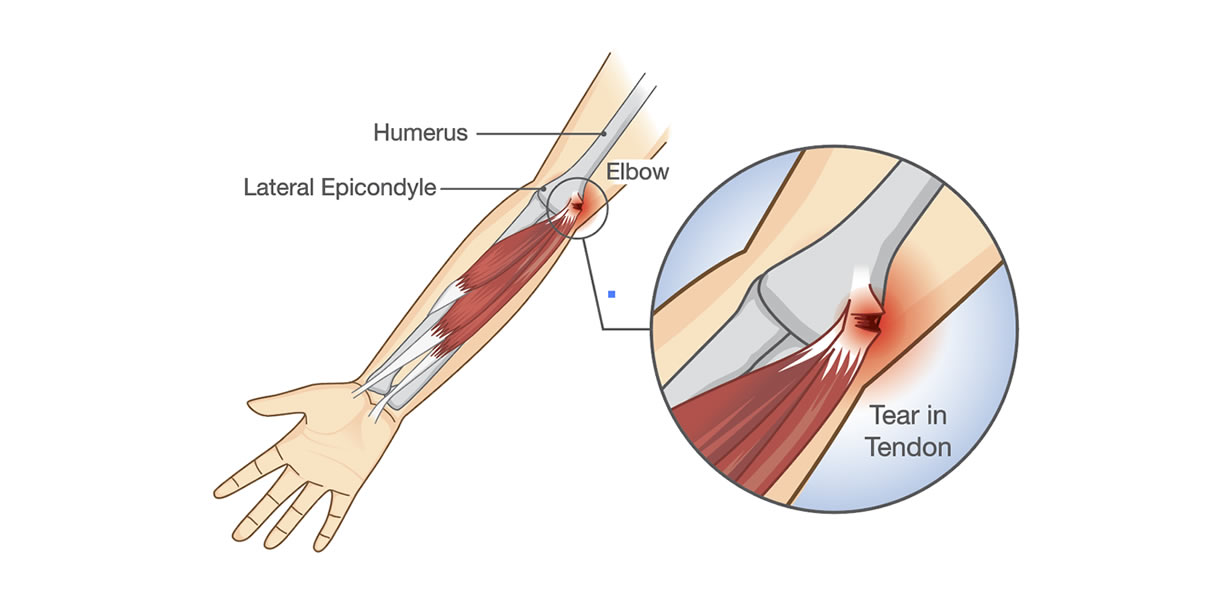 Humerus
Lateral Epicondyle
Elbow
Tear in
Tendon